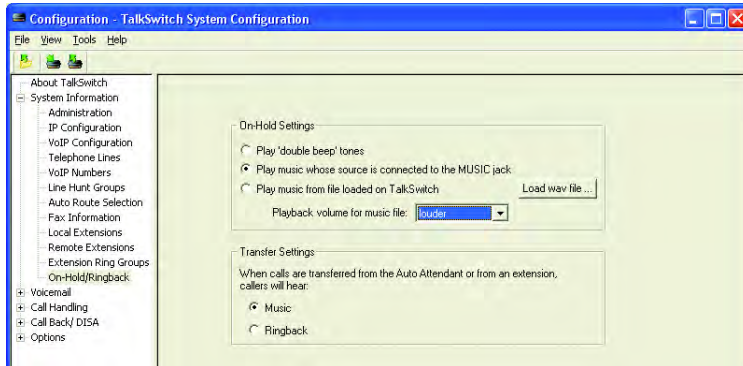 Configuration - TalkSwitch System Configuration
File View Tools Help
About TalkSwitch
System Information
Administration
IP Configuration
VoIP Configuration
Telephone Lines
VoIP Numbers
Line Hunt Groups
Auto Route Selection
Fax Information
Local Extensions
Remote Extensions
Extension Ring Groups
On-Hold/Ringback
Voicemail
Call Handling
Call Back/ DISA
Options
On-Hold Settings
Play 'double beep' tones
Play music whose source is connected to the MUSIC jack
Play music from file loaded on TalkSwitch
Load wav file ...
Playback volume for music file: louder
Transfer Settings
When calls are transferred from the Auto Attendant or from an extension,
callers will hear:
Music
Ringback